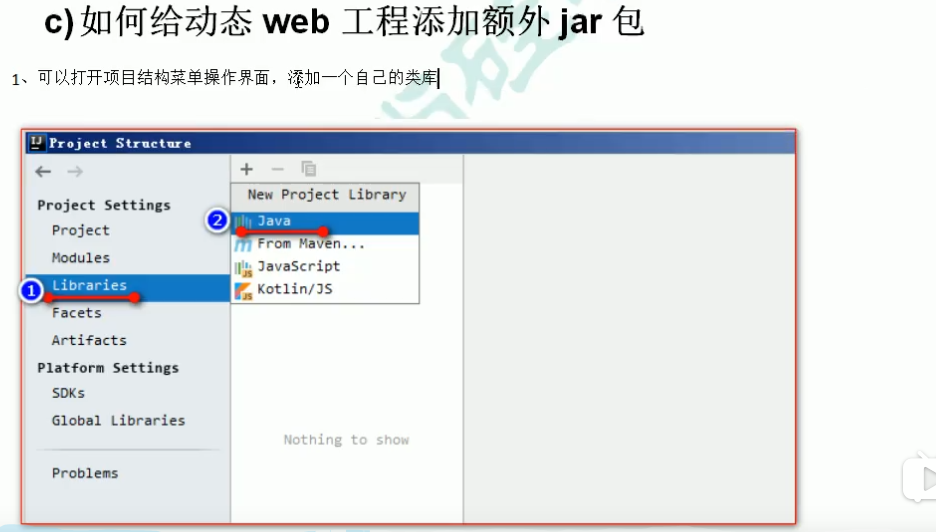 c)如何给动态 web 工程添加额外 jar 包
1、可以打开项目结构菜单操作界面，添加一个自己的类库
Project Structure
New Project Library
Project Settings
Project
Java
Modules
From Maven...
Libraries
JavaScript
Kotlin/JS
Facets
Artifacts
Platform Settings
SDKs
Global Libraries
Nothing to show
Problems
1
2